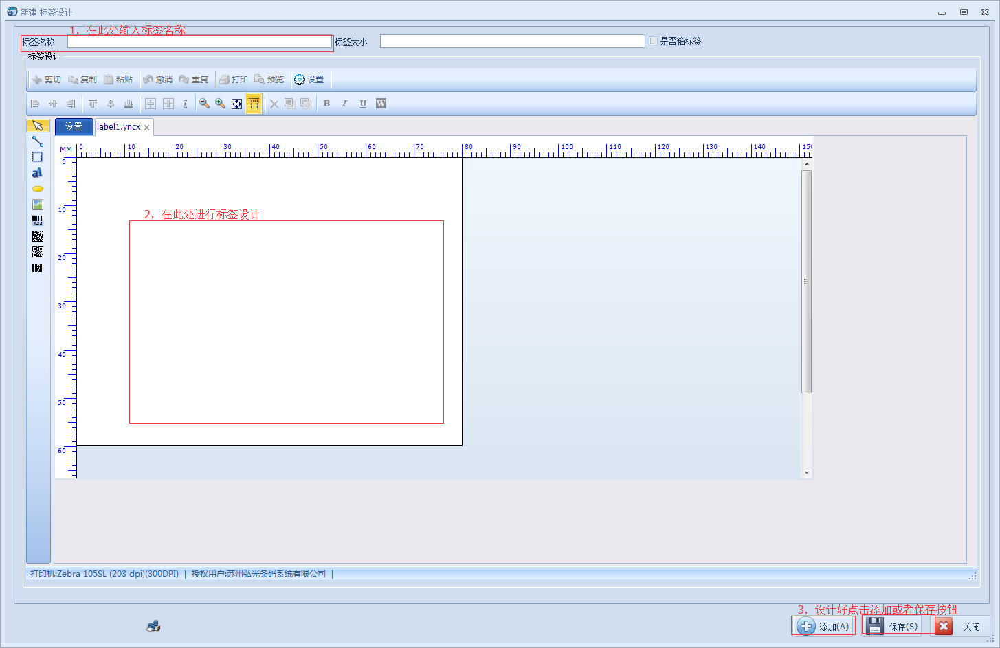 新建 标签设计
1，在此处输入标签名称
标签名称 标签大小 是否箱标签
标签设计
剪切 复制 粘贴 撤消 重复 打印 预览 设置
B I U W
设置 label1.yncx
MM 0 10 20 30 40 50 60 70 80 90 100 110 120 130 140 150
0
10
2，在此处进行标签设计
20
30
40
50
60
a
123
打印机:Zebra 105SL (203 dpi)(300DPI) | 授权用户:苏州弘光条码系统有限公司 |
3，设计好点击添加或者保存按钮
添加(A) 保存(S) 关闭